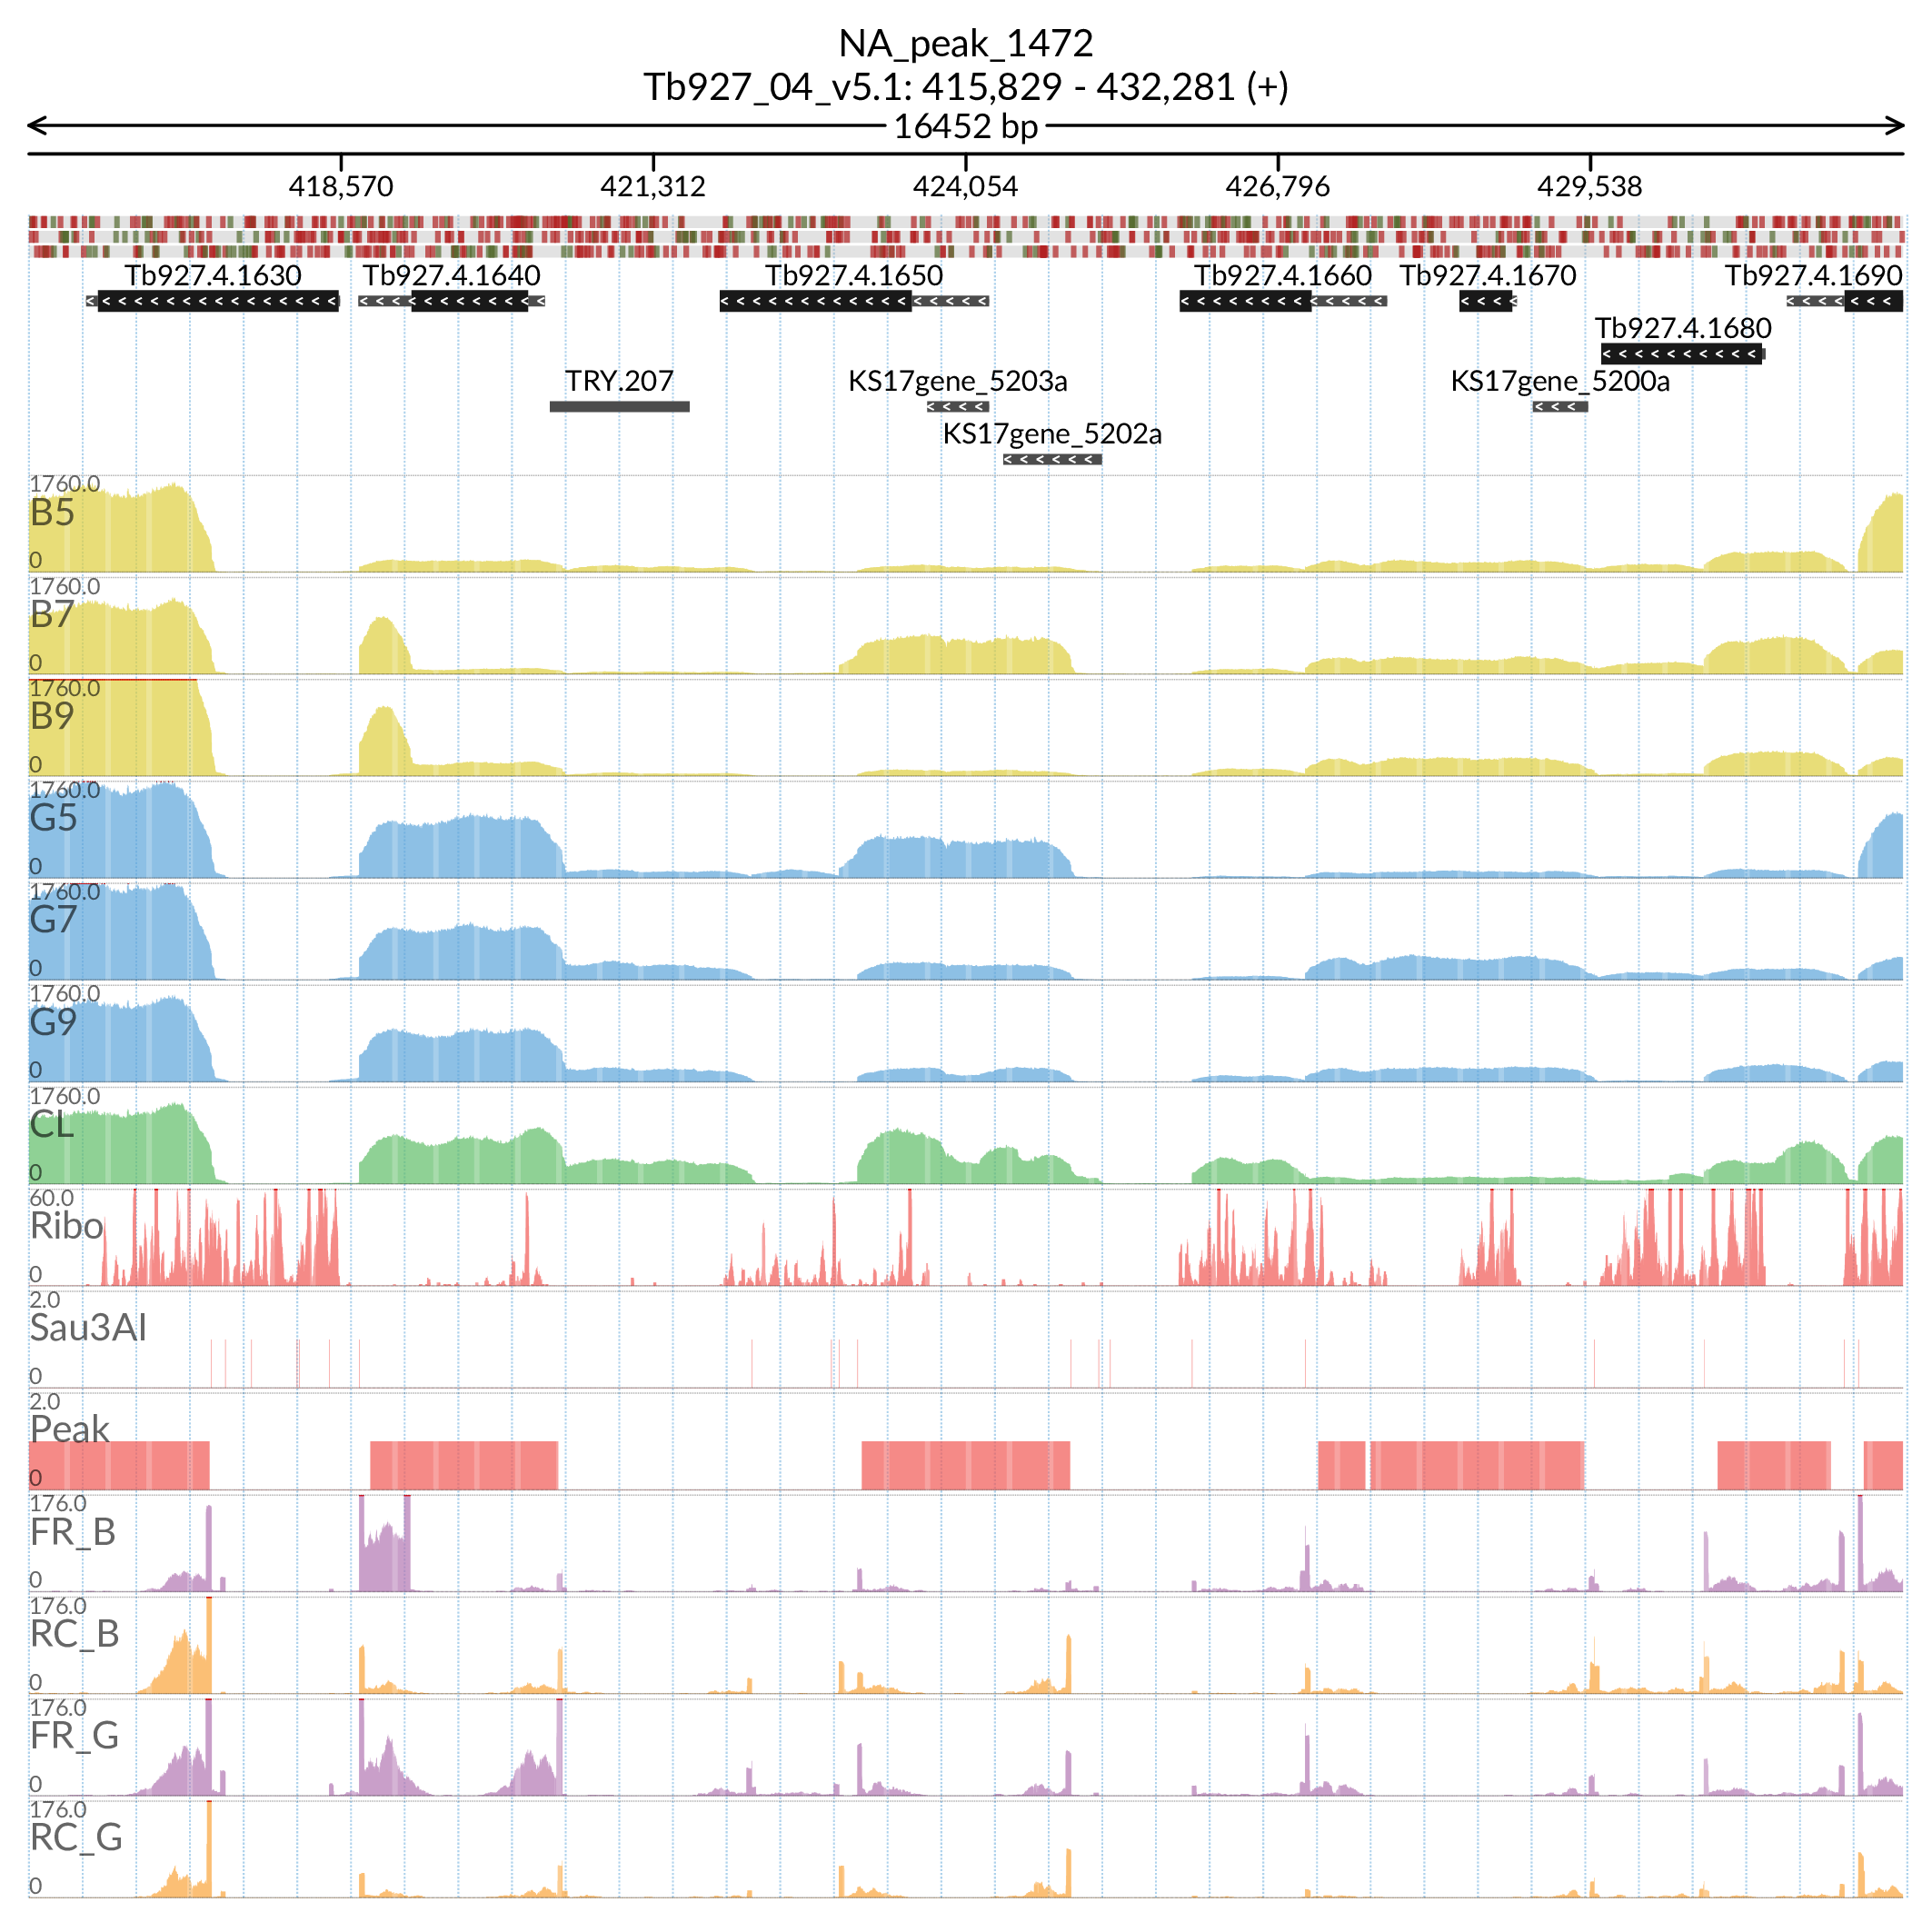 NA_peak_1472
Tb927_04_v5.1: 415,829 - 432,281 (+)
16452 bp
418,570 421,312 424,054 426,796 429,538
Tb927.4.1630 Tb927.4.1640 Tb927.4.1650 Tb927.4.1660 Tb927.4.1670 Tb927.4.1690
Tb927.4.1680
TRY.207 KS17gene_5203a KS17gene_5200a
KS17gene_5202a
1760.0
B5
0
1760.0
B7
0
1760.0
B9
0
1760.0
G5
0
1760.0
G7
0
1760.0
G9
0
1760.0
CL
0
60.0
Ribo
0
2.0
Sau3AI
0
2.0
Peak
0
176.0
FR_B
0
176.0
RC_B
0
176.0
FR_G
0
176.0
RC_G
0